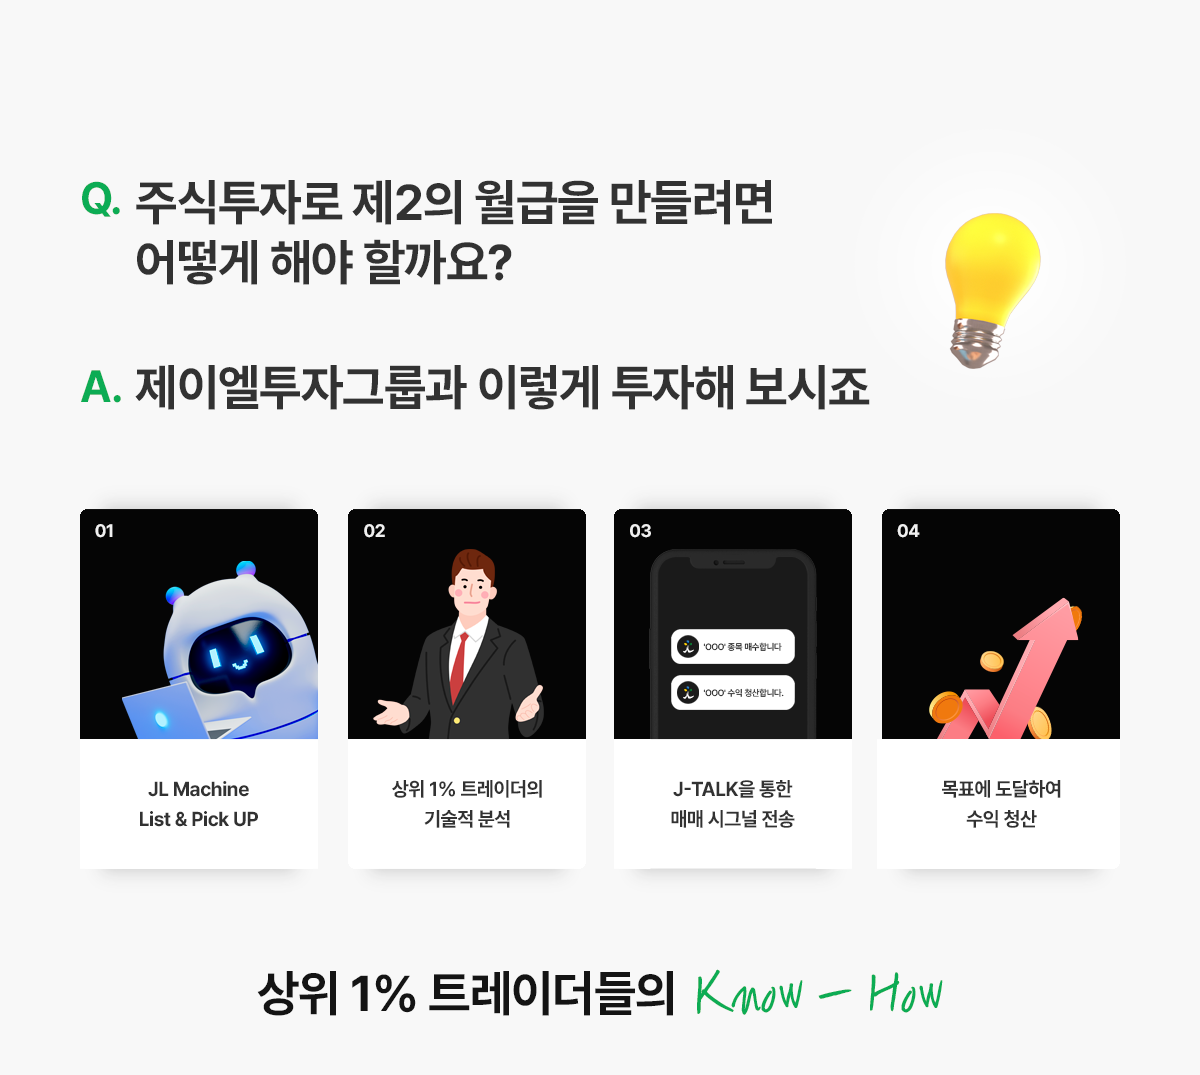 Q. 주식투자로 제2의 월급을 만들려면
어떻게 해야 할까요?
A. 제이엘투자그룹과 이렇게 투자해 보시죠
01
JL Machine
List & Pick UP
02
상위 1% 트레이더의
기술적 분석
03
'OOO' 종목 매수합니다
'OOO' 수익 청산합니다.
J-TALK을 통한
매매 시그널 전송
04
목표에 도달하여
수익 청산
상위 1% 트레이더들의 Know - How